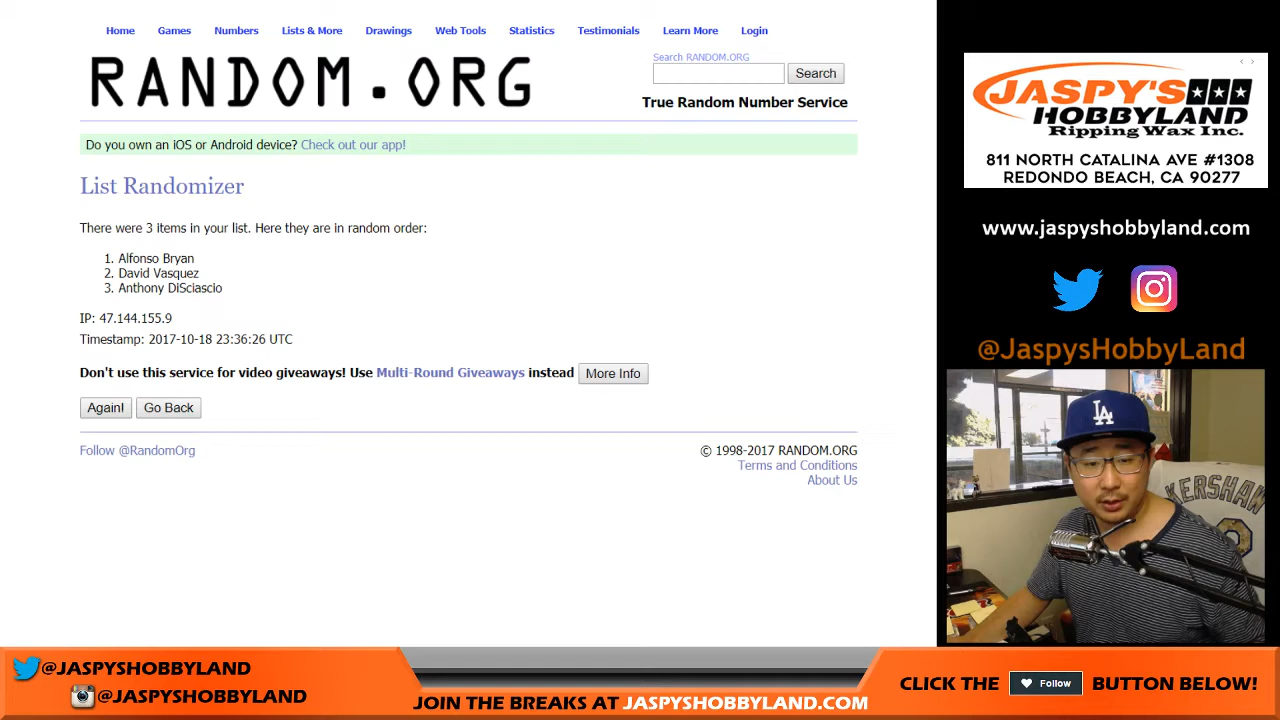 Home Games Numbers Lists & More Drawings Web Tools Statistics Testimonials Learn More Login
RANDOM.ORG
Search RANDOM.ORG
Search
True Random Number Service
Do you own an iOS or Android device? Check out our app!
List Randomizer
There were 3 items in your list. Here they are in random order:
1. Alfonso Bryan
2. David Vasquez
3. Anthony DiSciascio
IP: 47.144.155.9
Timestamp: 2017-10-18 23:36:26 UTC
Don't use this service for video giveaways! Use Multi-Round Giveaways instead More Info
Again! Go Back
Follow @RandomOrg
© 1998-2017 RANDOM.ORG
Terms and Conditions
About Us
JASPY'S
HOBBYLAND
Ripping Wax Inc.
811 NORTH CATALINA AVE #1308
REDONDO BEACH, CA 90277
www.jaspyshobbyland.com
@JaspysHobbyLand
LA
KERSHAW
@JASPYSHOBBYLAND
@JASPYSHOBBYLAND
JOIN THE BREAKS AT JASPYSHOBBYLAND.COM
CLICK THE Follow BUTTON BELOW!